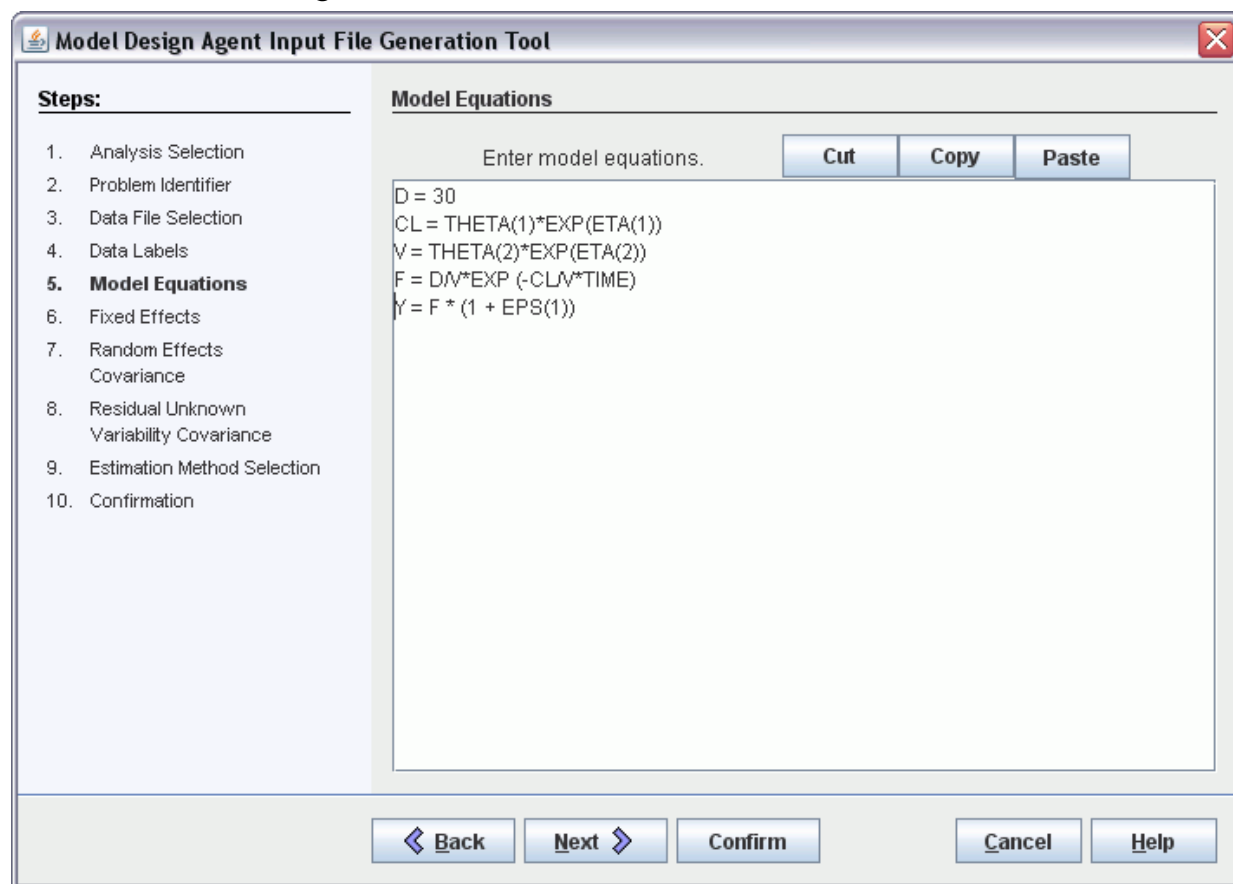 Model Design Agent Input File Generation Tool
Steps:
1. Analysis Selection
2. Problem Identifier
3. Data File Selection
4. Data Labels
5. Model Equations
6. Fixed Effects
7. Random Effects
Covariance
8. Residual Unknown
Variability Covariance
9. Estimation Method Selection
10. Confirmation
Model Equations
Enter model equations.
Cut
Copy
Paste
D = 30
CL = THETA(1)*EXP(ETA(1))
V = THETA(2)*EXP(ETA(2))
F = D/V*EXP (-CL/V*TIME)
Y = F * (1 + EPS(1))
Back
Next
Confirm
Cancel
Help